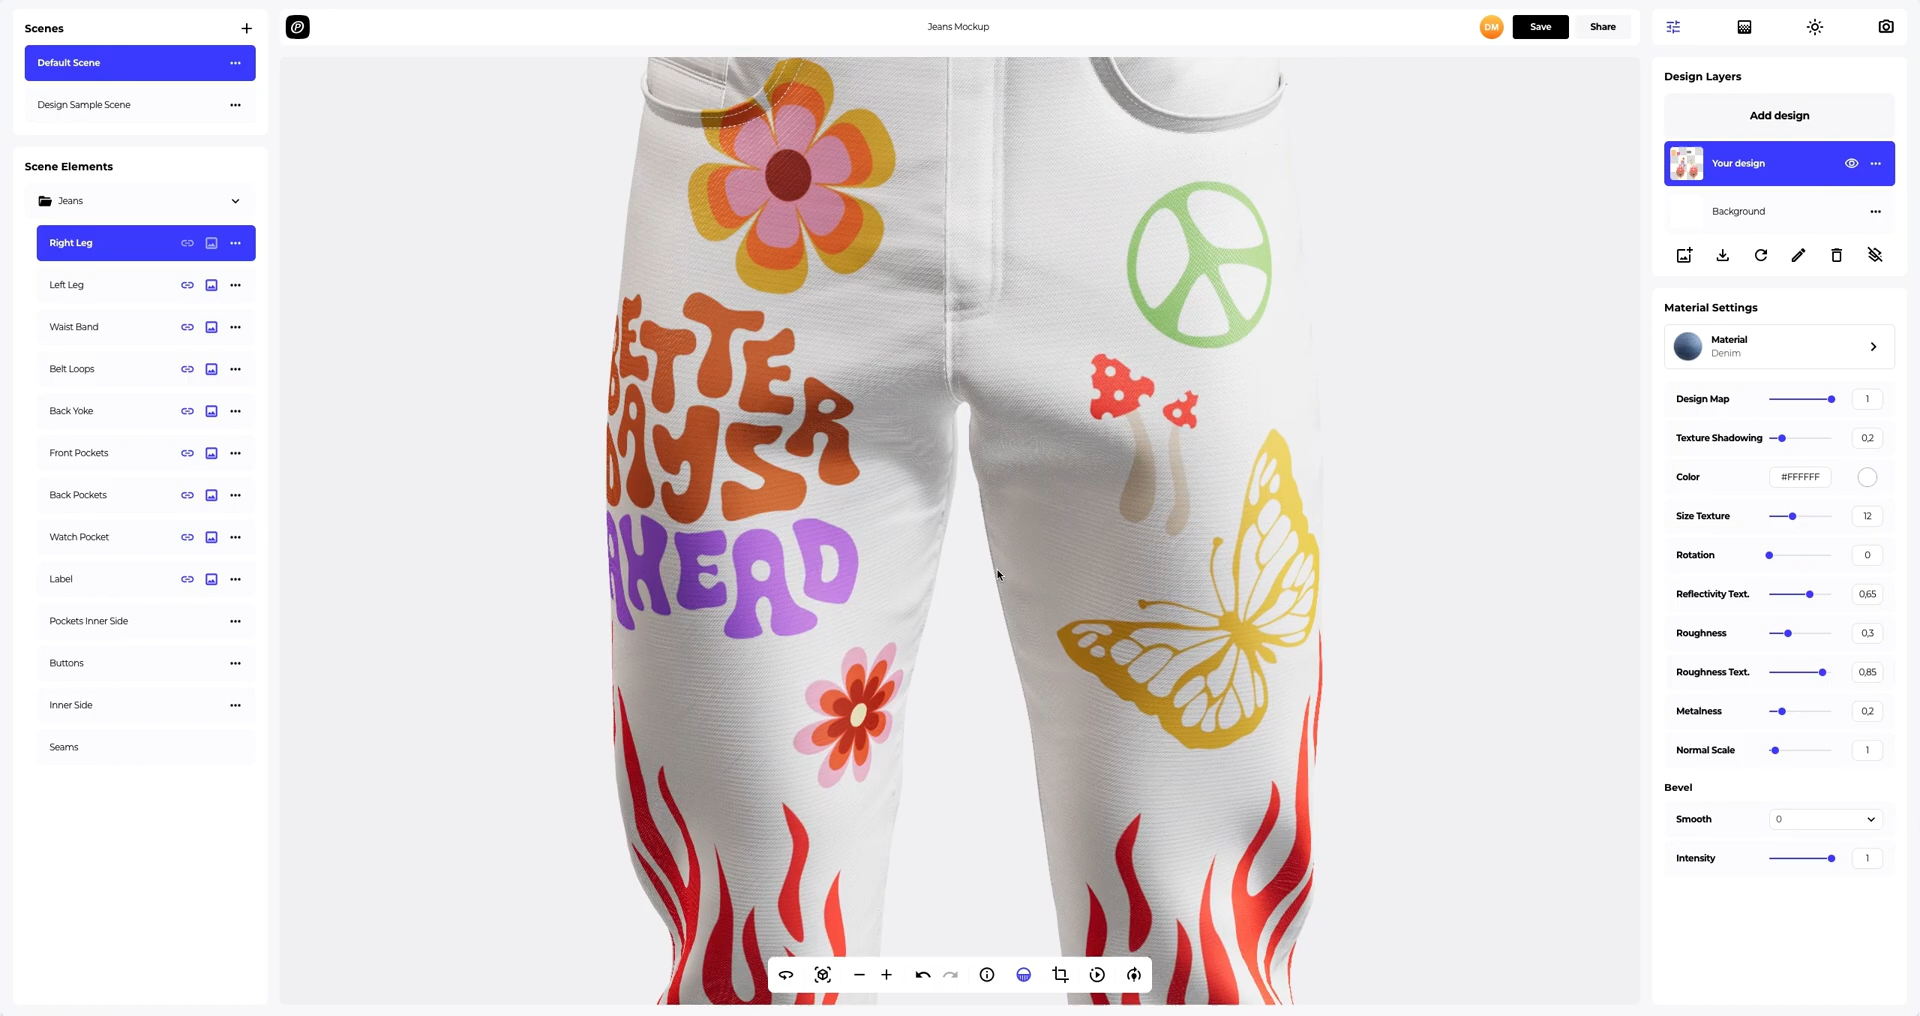 Scenes
Default Scene
Design Sample Scene
Scene Elements
Jeans
Right Leg
Left Leg
Waist Band
Belt Loops
Back Yoke
Front Pockets
Back Pockets
Watch Pocket
Label
Pockets Inner Side
Buttons
Inner Side
Seams
Jeans Mockup
DM
Save
Share
ETTER
AYS
AHEAD
Design Layers
Add design
Your design
Background
Material Settings
Material
Denim
Design Map 1
Texture Shadowing 0,2
Color #FFFFFF
Size Texture 12
Rotation 0
Reflectivity Text. 0,65
Roughness 0,3
Roughness Text. 0,85
Metalness 0,2
Normal Scale 1
Bevel
Smooth 0
Intensity 1